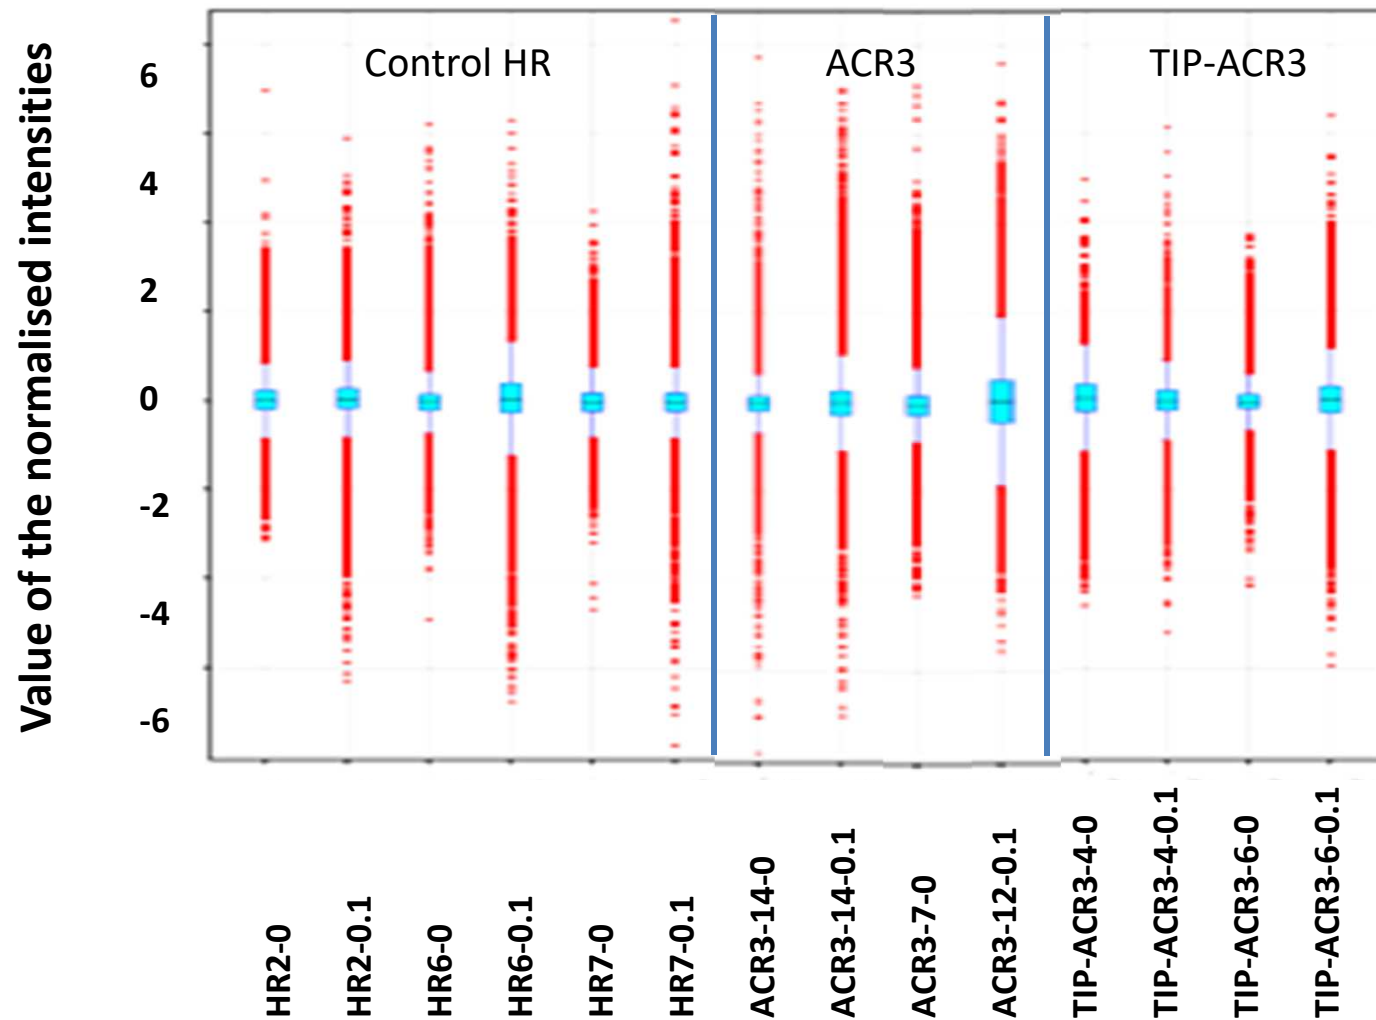 Value of the normalised intensities
Control HR
ACR3
TIP-ACR3
6
4
2
0
-2
-4
-6
HR2-0
HR2-0.1
HR6-0
HR6-0.1
HR7-0
HR7-0.1
ACR3-14-0
ACR3-14-0.1
ACR3-7-0
ACR3-12-0.1
TIP-ACR3-4-0
TIP-ACR3-4-0.1
TIP-ACR3-6-0
TIP-ACR3-6-0.1